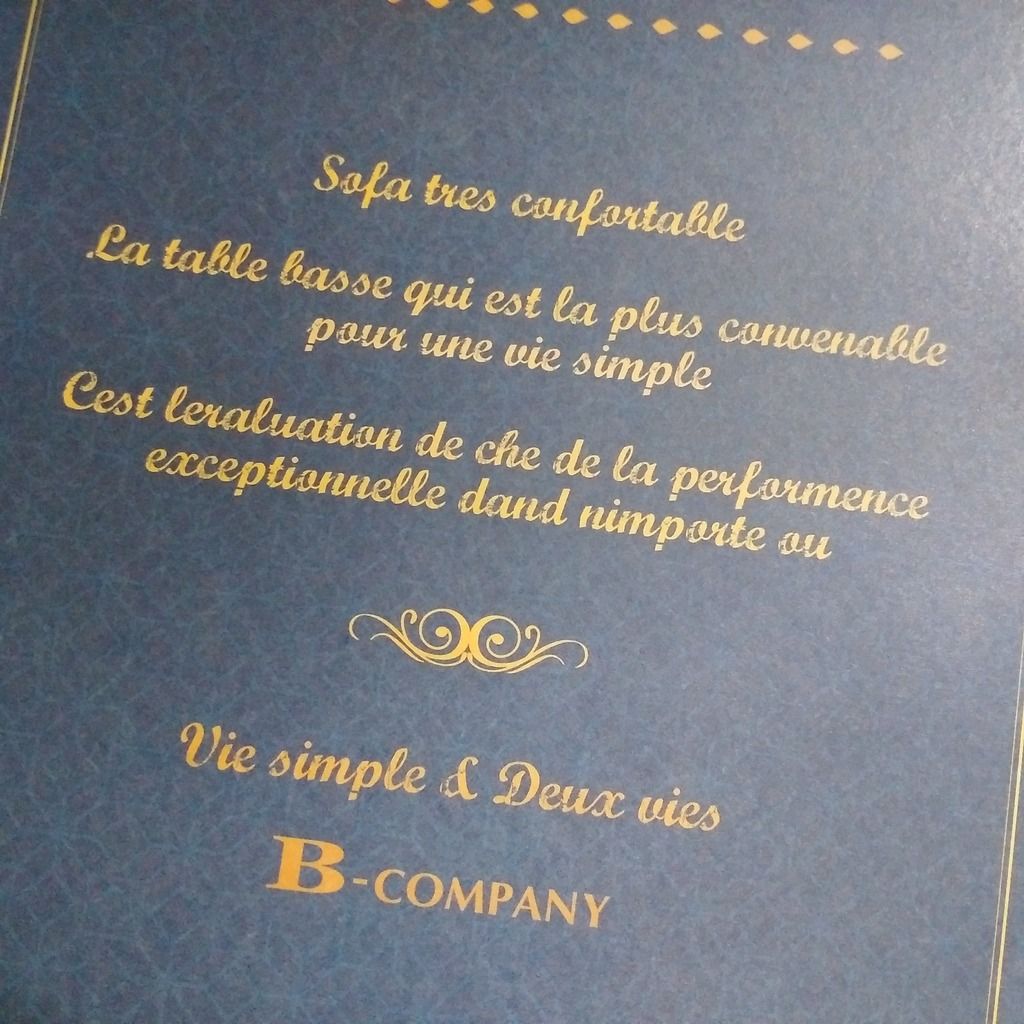 Sofa tres confortable
La table basse qui est la plus convenable
pour une vie simple
Cest leraluation de che de la performence
exceptionnelle dand nimporte ou
Vie simple & Deux vies
B-COMPANY